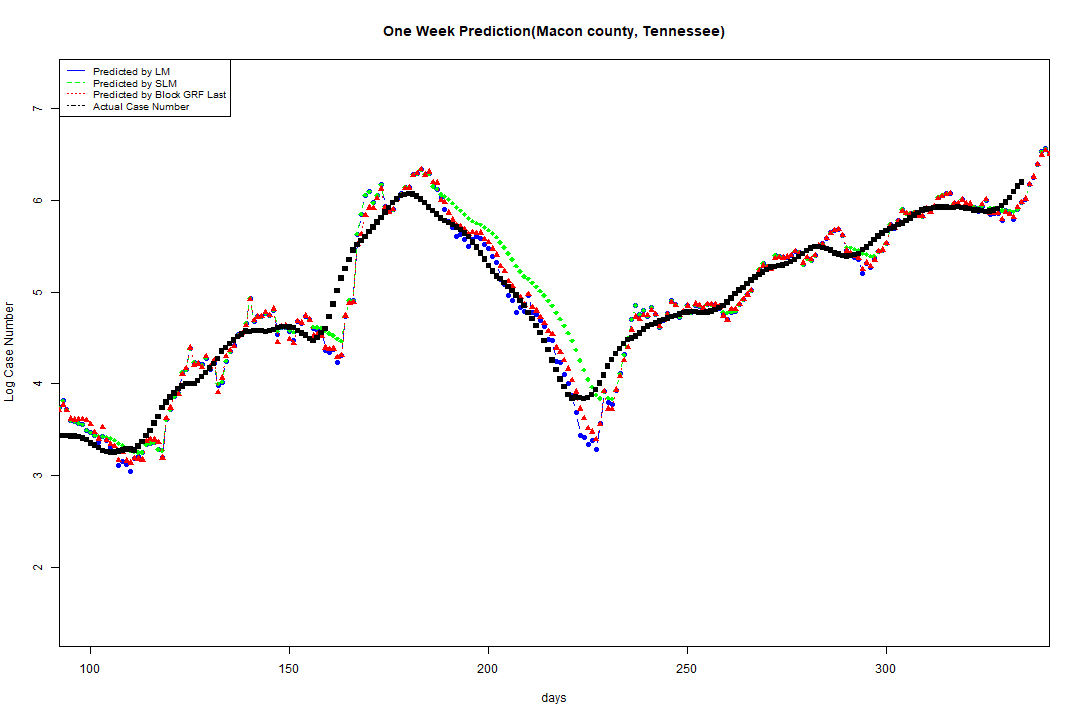 One Week Prediction(Macon county, Tennessee)
Predicted by LM
Predicted by SLM
Predicted by Block GRF Last
Actual Case Number
7
6
5
4
3
2
Log Case Number
100 150 200 250 300
days